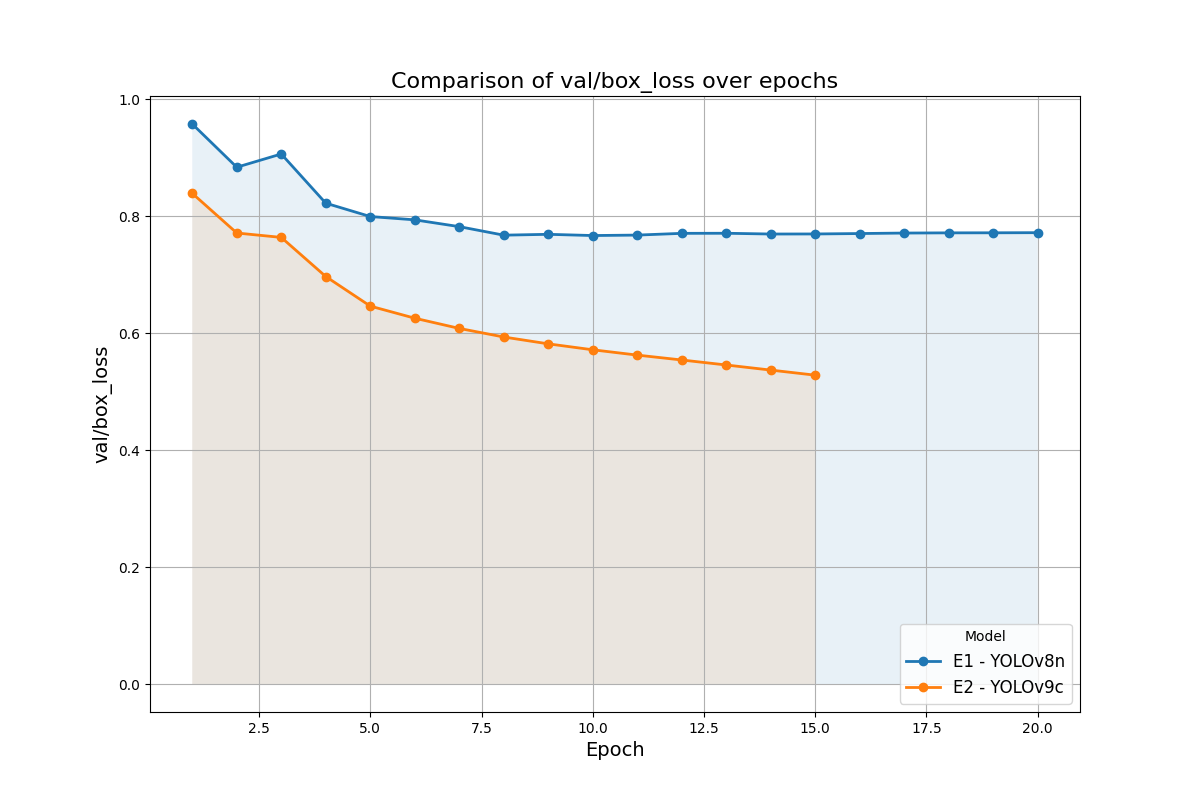 Comparison of val/box_loss over epochs
1.0
0.8
0.6
0.4
0.2
0.0
val/box_loss
2.5 5.0 7.5 10.0 12.5 15.0 17.5 20.0
Epoch
Model
E1 - YOLOv8n
E2 - YOLOv9c